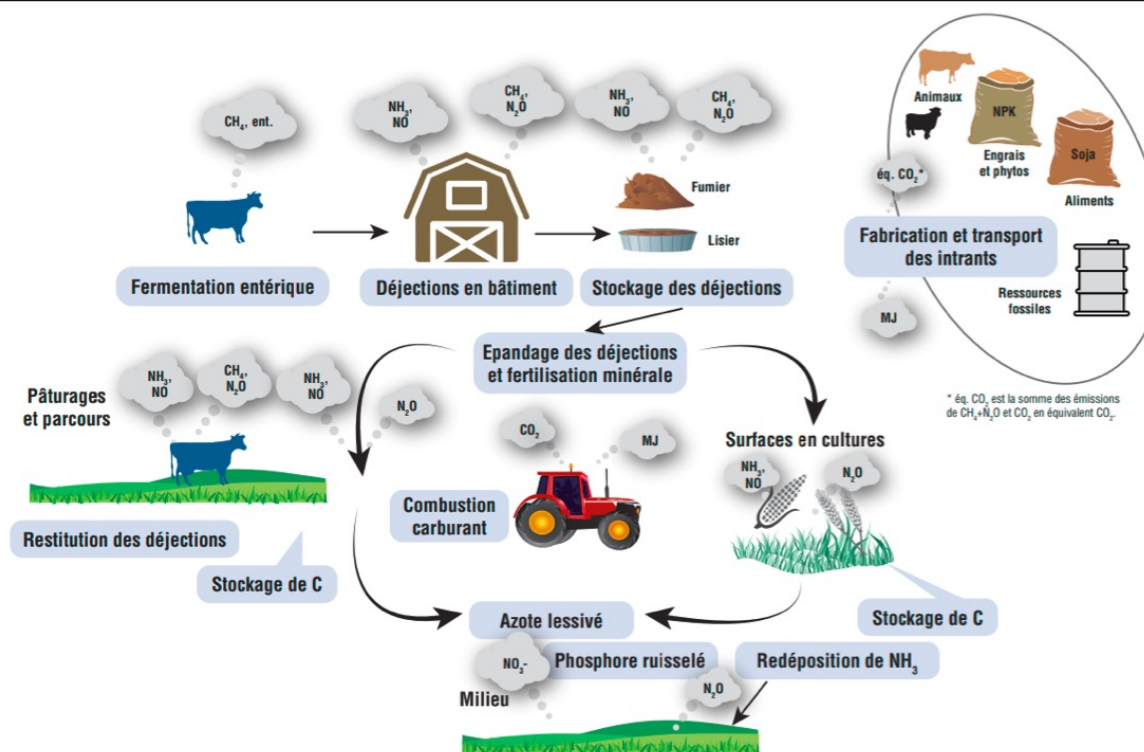 CH₄, ent.
Fermentation entérique
NH₃,
NO
CH₄,
N₂O
Déjections en bâtiment
NH₃,
NO
CH₄,
N₂O
Fumier
Lisier
Stockage des déjections
Animaux
NPK
Engrais
et phytos
Soja
Aliments
éq. CO₂*
Fabrication et transport
des intrants
MJ
Ressources
fossiles
* éq. CO₂ est la somme des émissions
de CH₄+N₂O et CO₂ en équivalent CO₂.
Epandage des déjections
et fertilisation minérale
Pâturages
et parcours
NH₃,
NO
CH₄,
N₂O
NH₃,
NO
N₂O
Restitution des déjections
Stockage de C
CO₂
MJ
Combustion
carburant
Surfaces en cultures
NH₃,
NO
N₂O
Stockage de C
Azote lessivé
NO₃-
Phosphore ruisselé
Redéposition de NH₃
Milieu
N₂O